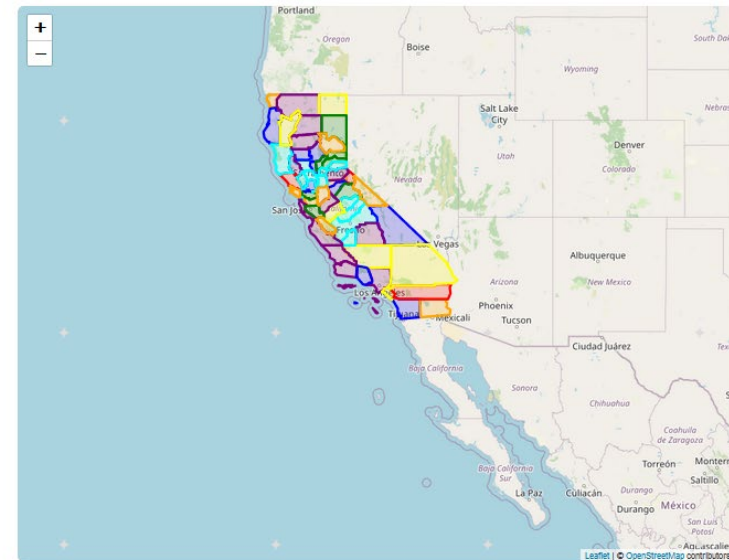 Portland
+
−
Oregon
Boise
South Dak
Wyoming
Nebras
Salt Lake
City
Denver
Utah
Colorado
Nevada
San Jos
Fresno
Las Vegas
Albuquerque
Los Angeles
Arizona
New Mexico
Phoenix
Tijuana
Mexicali
Tucson
Ciudad Juárez
Baja California
Sonora
Chihuahua
Coahuila
de Zaragoza
Baja California
Sur
Torreón
Monterr
Saltillo
La Paz
Culiacán
Durango
Durango
México
San Luis
Potosí
Aguascalie
Leaflet | © OpenStreetMap contributors